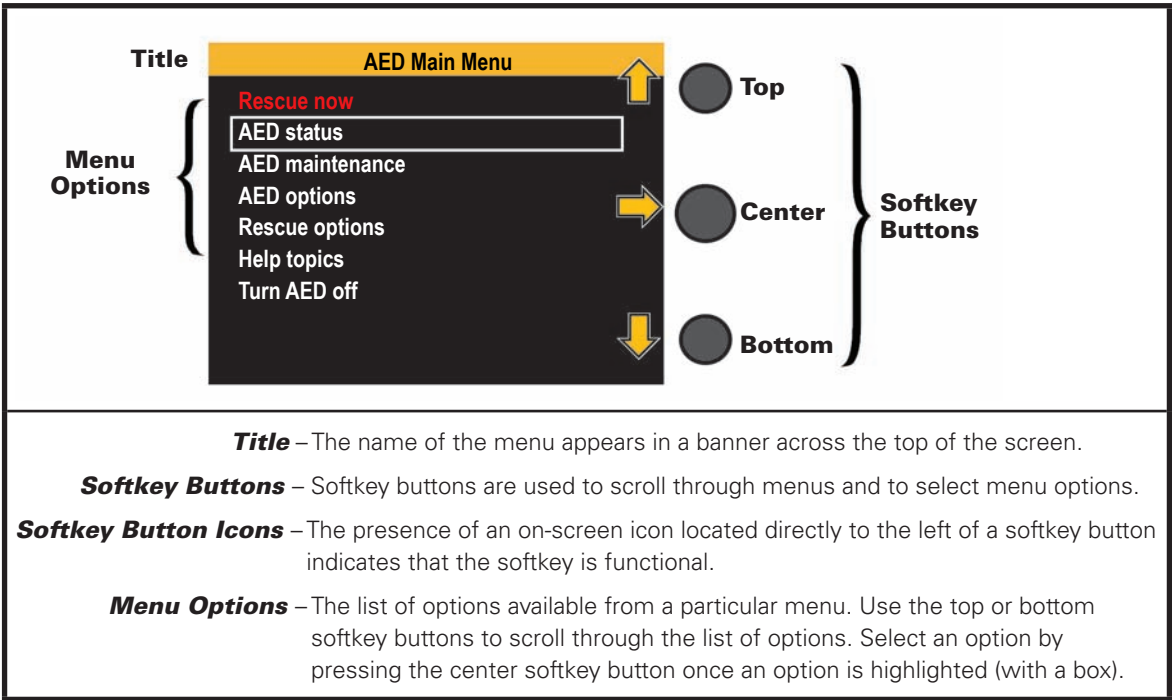 Title
AED Main Menu
Rescue now
AED status
AED maintenance
AED options
Rescue options
Help topics
Turn AED off
Menu
Options
Top
Center
Bottom
Softkey
Buttons
Title – The name of the menu appears in a banner across the top of the screen.
Softkey Buttons – Softkey buttons are used to scroll through menus and to select menu options.
Softkey Button Icons – The presence of an on-screen icon located directly to the left of a softkey button
indicates that the softkey is functional.
Menu Options – The list of options available from a particular menu. Use the top or bottom
softkey buttons to scroll through the list of options. Select an option by
pressing the center softkey button once an option is highlighted (with a box).